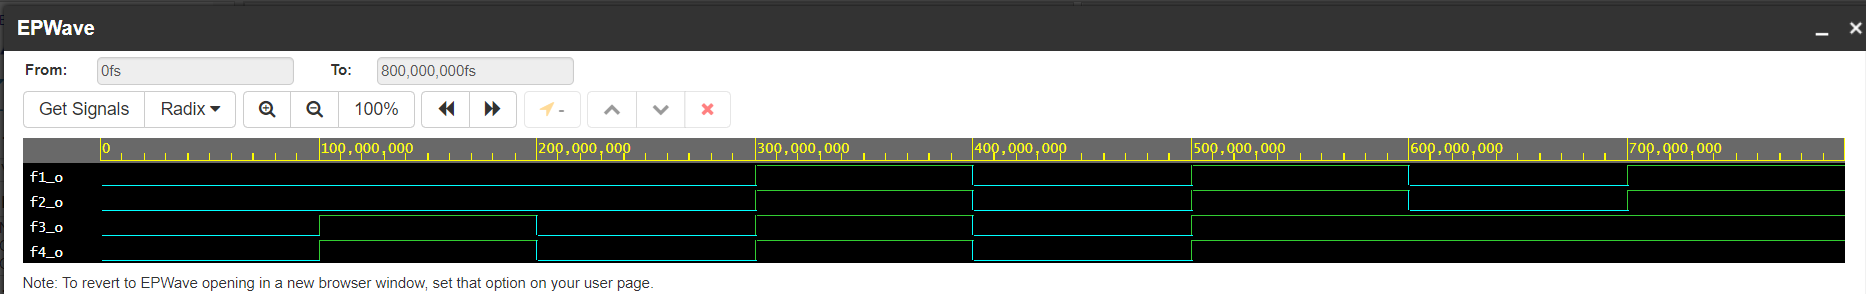 EPWave
From: 0fs To: 800,000,000fs
Get Signals Radix 100% -
0 100,000,000 200,000,000 300,000,000 400,000,000 500,000,000 600,000,000 700,000,000
f1_o
f2_o
f3_o
f4_o
Note: To revert to EPWave opening in a new browser window, set that option on your user page.